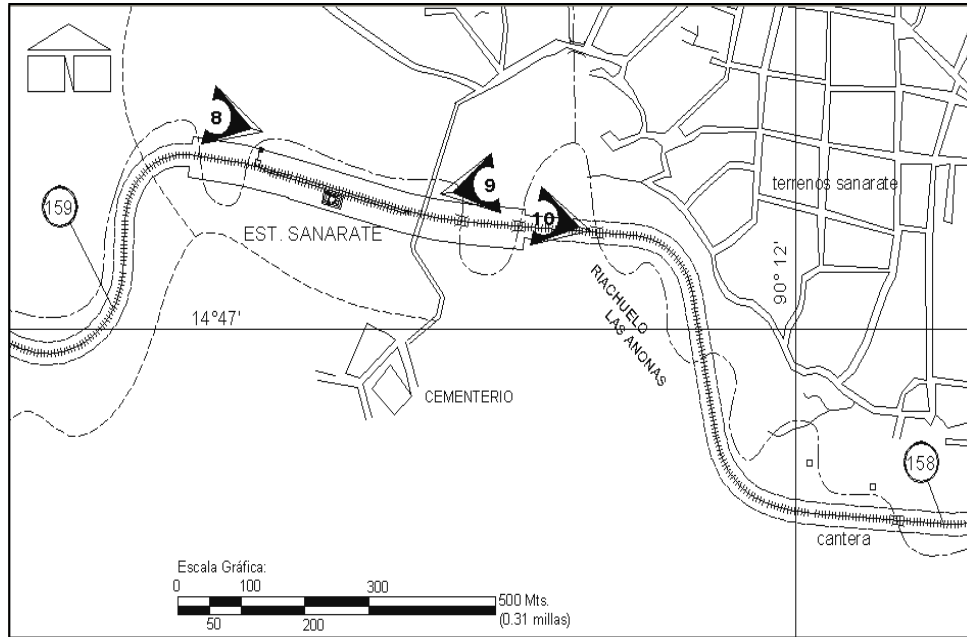 8
9
10
159
EST. SANARATE
terrenos sanarate
90° 12'
14°47'
RIACHUELO
LAS ANONAS
CEMENTERIO
158
cantera
Escala Gráfica:
0 100 300
500 Mts.
(0.31 millas)
50 200